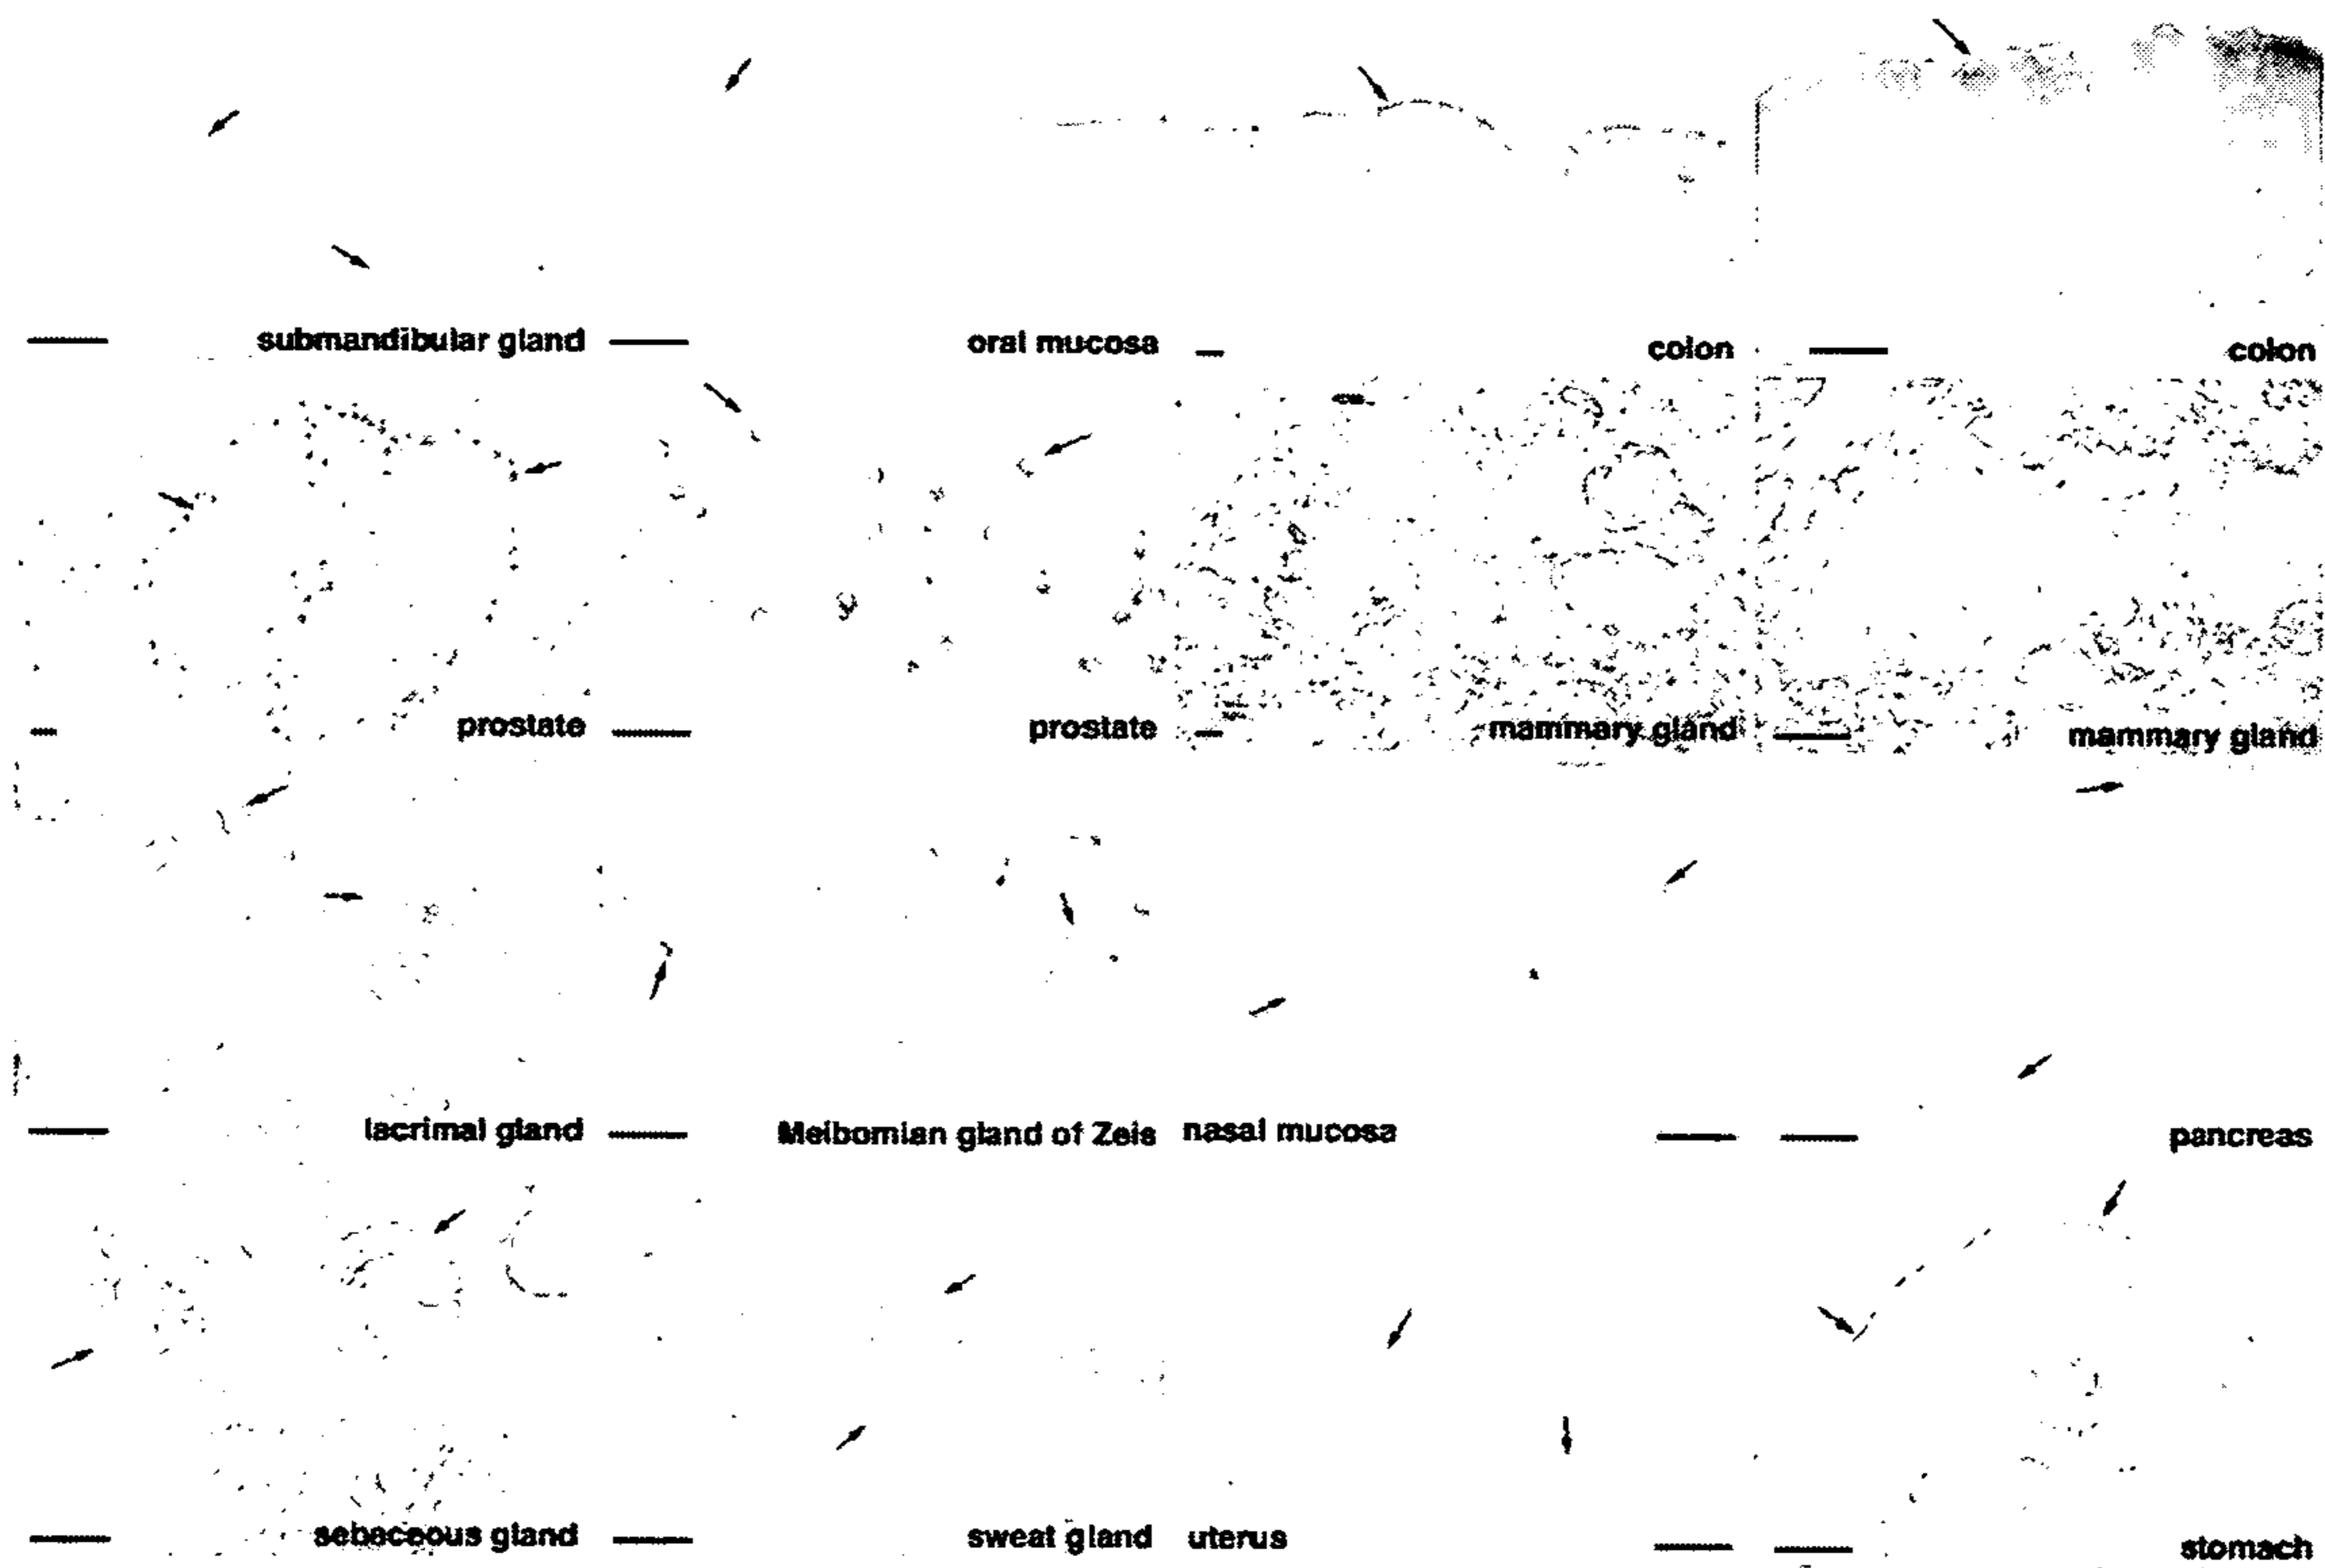 submandibular gland
oral mucosa
colon
colon
prostate
prostate
mammary gland
mammary gland
lacrimal gland
Meibomian gland of Zeis
nasal mucosa
pancreas
sebaceous gland
sweat gland
uterus
stomach